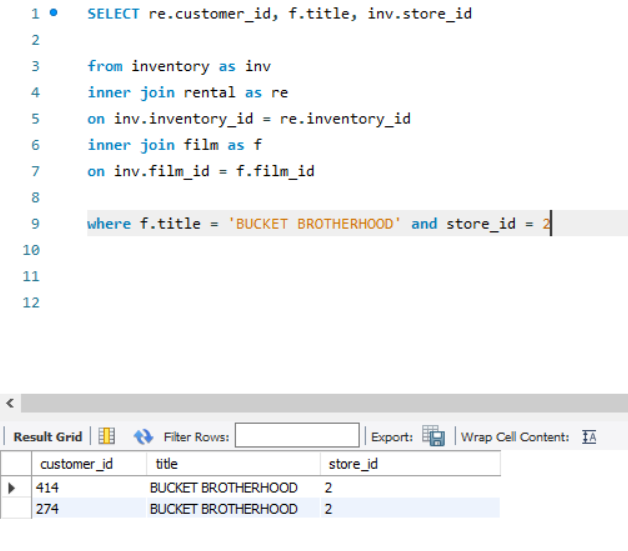 1 SELECT re.customer_id, f.title, inv.store_id
2
3 from inventory as inv
4 inner join rental as re
5 on inv.inventory_id = re.inventory_id
6 inner join film as f
7 on inv.film_id = f.film_id
8
9 where f.title = 'BUCKET BROTHERHOOD' and store_id = 2
10
11
12
Result Grid Filter Rows: Export: Wrap Cell Content: IA
customer_id title store_id
414 BUCKET BROTHERHOOD 2
274 BUCKET BROTHERHOOD 2